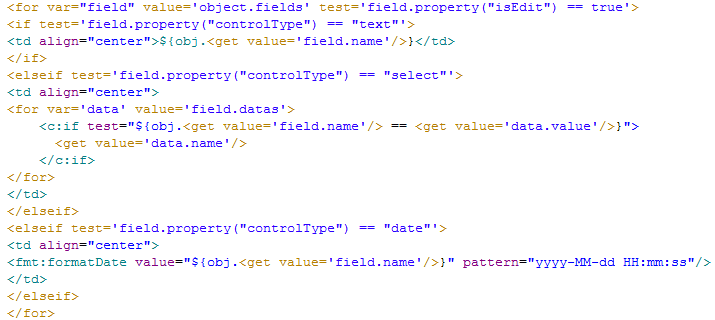 <for var="field" value='object.fields' test='field.property("isEdit") == true'>
<if test='field.property("controlType") == "text"'>
<td align="center">${obj.<get value='field.name'/>}</td>
</if>
<elseif test='field.property("controlType") == "select"'>
<td align="center">
<for var='data' value='field.datas'>
<c:if test="${obj.<get value='field.name'/> == <get value='data.value'/>}">
<get value='data.name'/>
</c:if>
</for>
</td>
</elseif>
<elseif test='field.property("controlType") == "date"'>
<td align="center">
<fmt:formatDate value="${obj.<get value='field.name'/>}" pattern="yyyy-MM-dd HH:mm:ss"/>
</td>
</elseif>
</for>